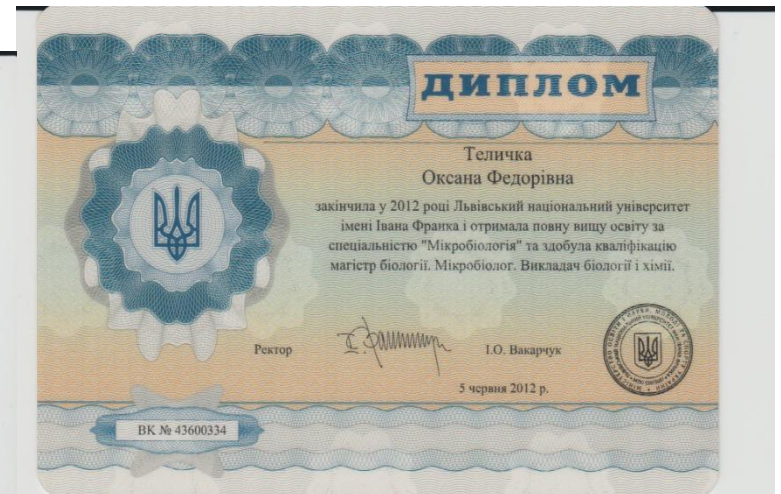 ДИПЛОМ
Теличка
Оксана Федорівна
закінчила у 2012 році Львівський національний університет
імені Івана Франка і отримала повну вищу освіту за
спеціальністю "Мікробіологія" та здобула кваліфікацію
магістр біології. Мікробіолог. Викладач біології і хімії.
Ректор
І.О. Вакарчук
5 червня 2012 р.
ВК № 43600334